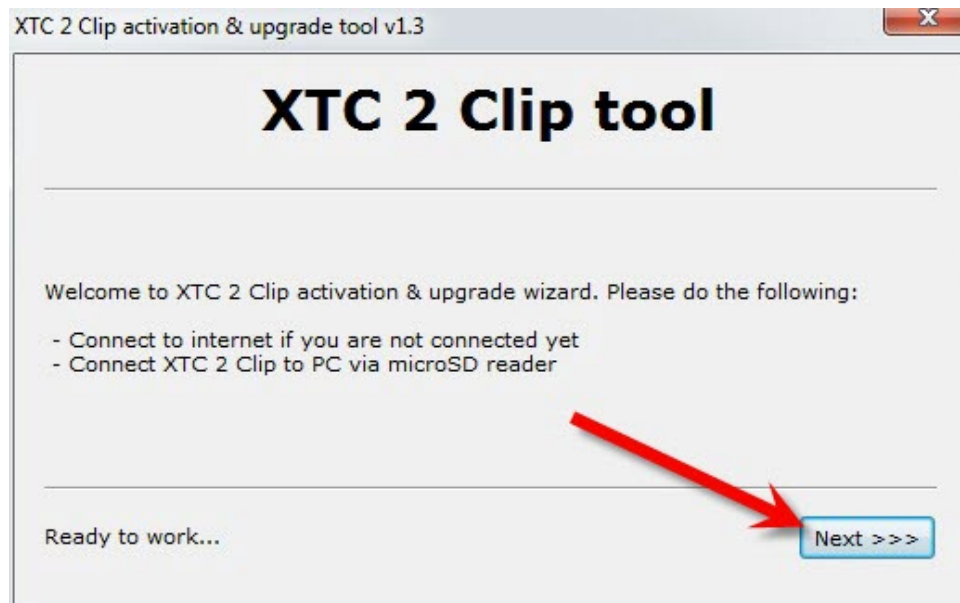 XTC 2 Clip activation & upgrade tool v1.3
x
XTC 2 Clip tool
Welcome to XTC 2 Clip activation & upgrade wizard. Please do the following:
- Connect to internet if you are not connected yet
- Connect XTC 2 Clip to PC via microSD reader
Ready to work...
Next >>>